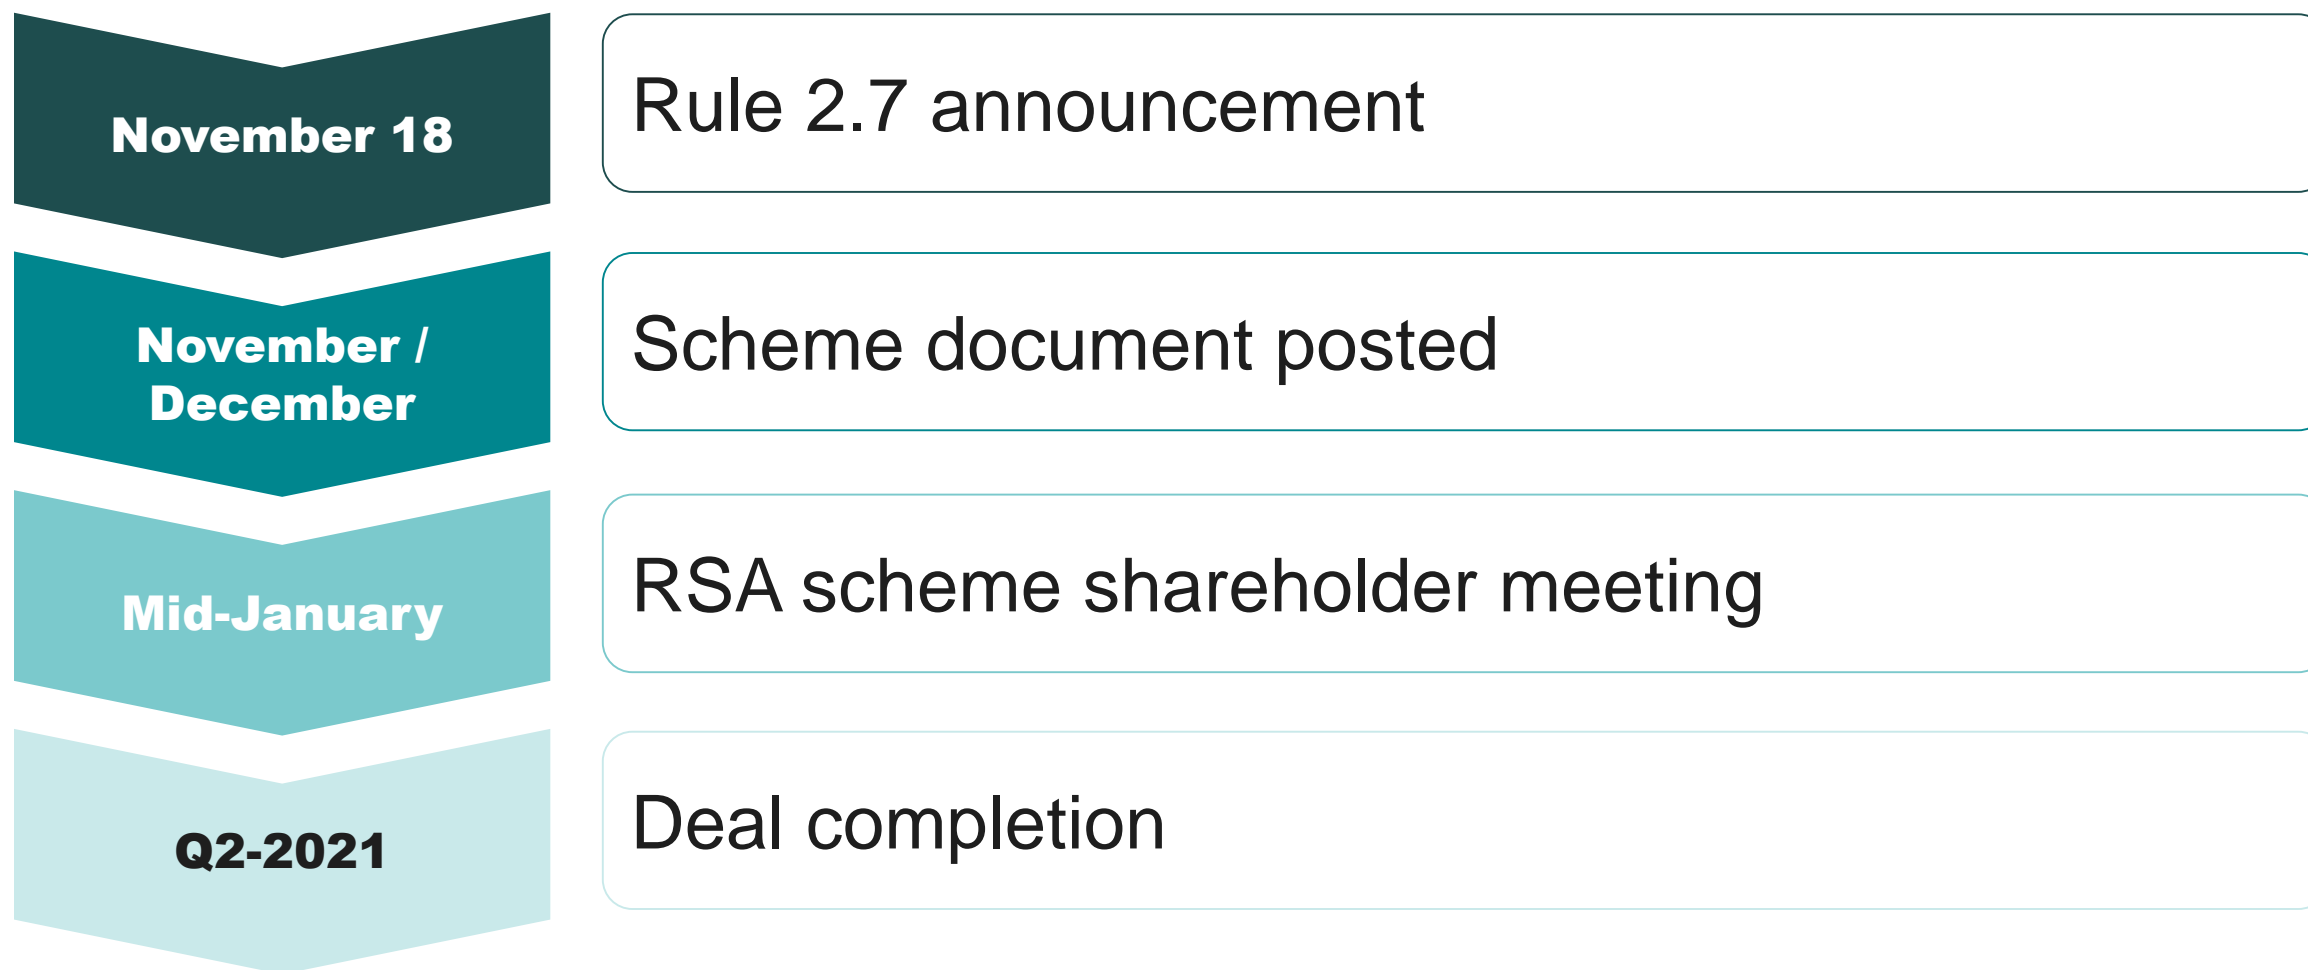 November 18
Rule 2.7 announcement
November /
December
Scheme document posted
Mid-January
RSA scheme shareholder meeting
Q2-2021
Deal completion